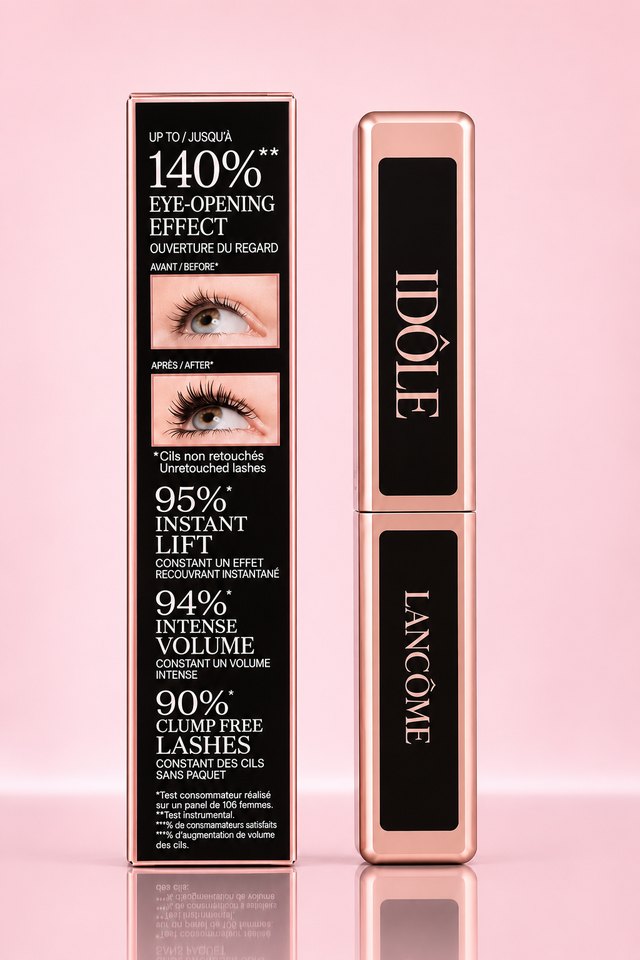 UP TO / JUSQU'À
140%**
EYE-OPENING
EFFECT
OUVERTURE DU REGARD
AVANT / BEFORE*
APRÈS / AFTER*
*Cils non retouchés
Unretouched lashes
95%*
INSTANT
LIFT
CONSTANT UN EFFET
RECOUVRANT INSTANTANÉ
94%*
INTENSE
VOLUME
CONSTANT UN VOLUME
INTENSE
90%*
CLUMP FREE
LASHES
CONSTANT DES CILS
SANS PAQUET
*Test consommateur réalisé
sur un panel de 106 femmes.
**Test instrumental.
***% de consmamateurs satisfaits
***% d'augmentation de volume
des cils.
IDÔLE
LANCÔME